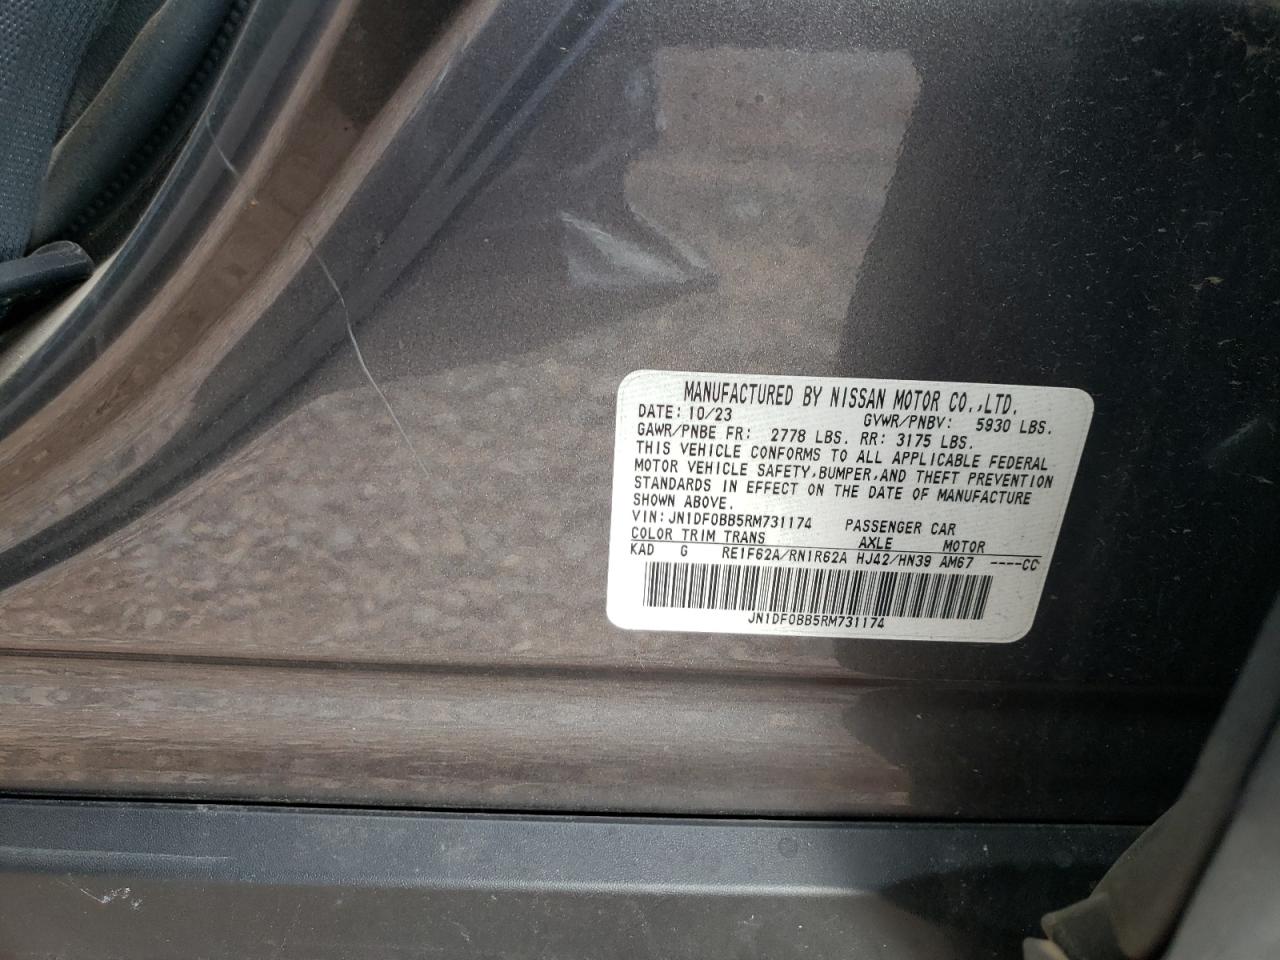 MANUFACTURED BY NISSAN MOTOR CO.,LTD.
DATE: 10/23 GVWR/PNBV: 5930 LBS.
GAWR/PNBE FR: 2778 LBS. RR: 3175 LBS.
THIS VEHICLE CONFORMS TO ALL APPLICABLE FEDERAL
MOTOR VEHICLE SAFETY,BUMPER,AND THEFT PREVENTION
STANDARDS IN EFFECT ON THE DATE OF MANUFACTURE
SHOWN ABOVE.
VIN:JN1DF0BB5RM731174 PASSENGER CAR
COLOR TRIM TRANS AXLE MOTOR
KAD G RE1F62A/RN1R62A HJ42/HN39 AM67 ----CC
JN1DF0BB5RM731174